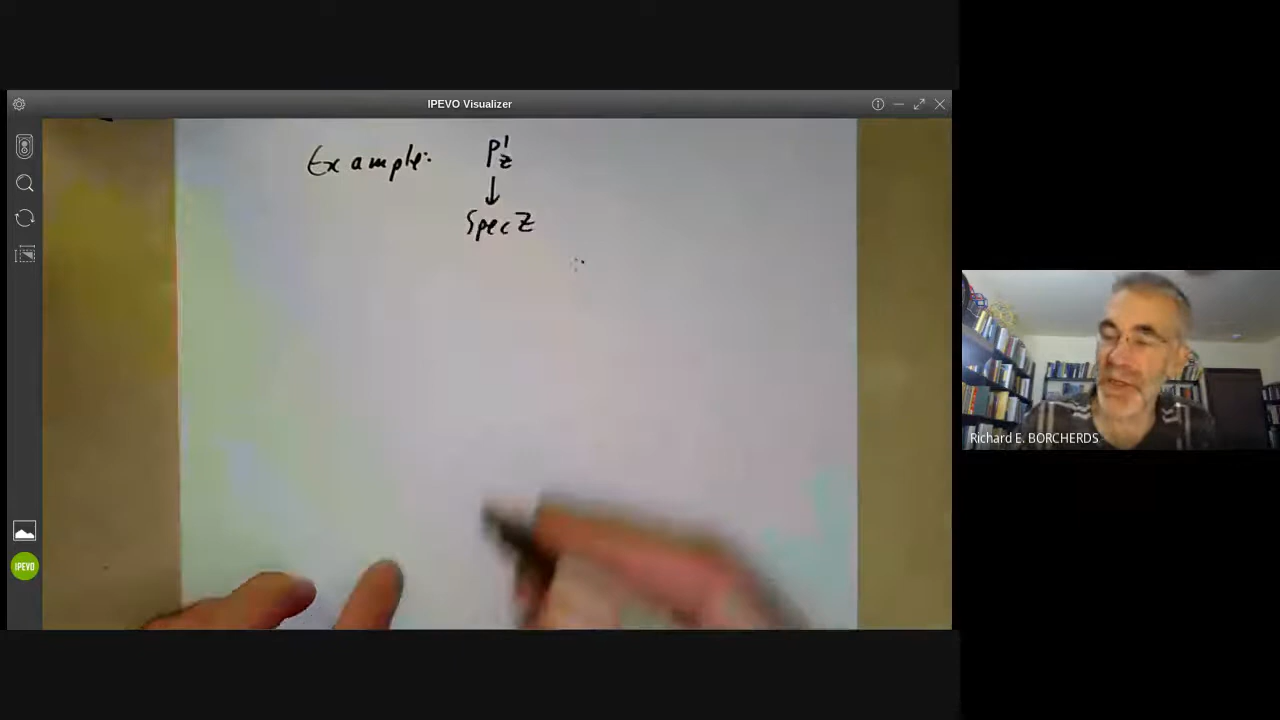 IPEVO Visualizer
Example: P¹_Z
↓
Spec Z
Richard E. BORCHERDS
IPEVO